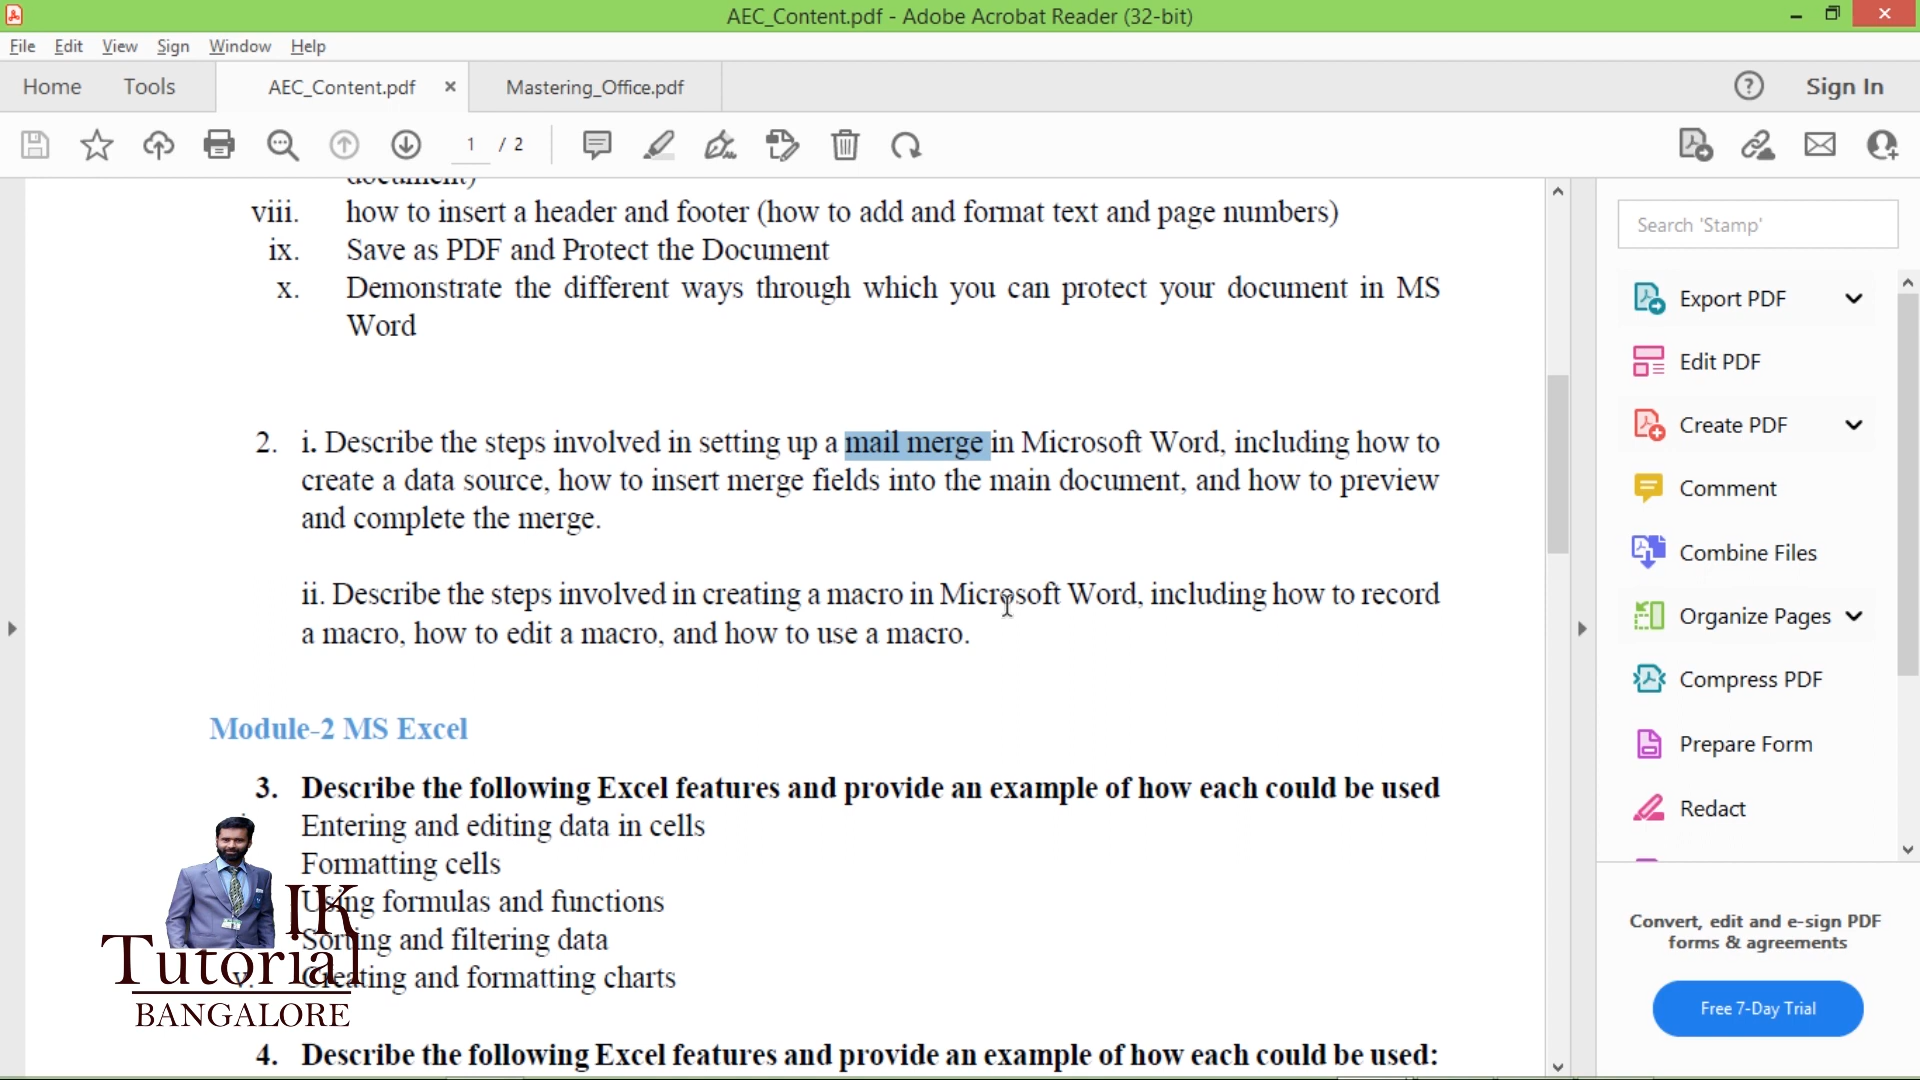 AEC_Content.pdf - Adobe Acrobat Reader (32-bit)
File Edit View Sign Window Help
Home Tools AEC_Content.pdf × Mastering_Office.pdf ? Sign In
1 / 2
document)
viii. how to insert a header and footer (how to add and format text and page numbers)
ix. Save as PDF and Protect the Document
x. Demonstrate the different ways through which you can protect your document in MS
Word
2. i. Describe the steps involved in setting up a mail merge in Microsoft Word, including how to
create a data source, how to insert merge fields into the main document, and how to preview
and complete the merge.
ii. Describe the steps involved in creating a macro in Microsoft Word, including how to record
a macro, how to edit a macro, and how to use a macro.
Module-2 MS Excel
3. Describe the following Excel features and provide an example of how each could be used
Entering and editing data in cells
Formatting cells
Using formulas and functions
Sorting and filtering data
v. Creating and formatting charts
4. Describe the following Excel features and provide an example of how each could be used:
IK
Tutorial
BANGALORE
Search 'Stamp'
Export PDF
Edit PDF
Create PDF
Comment
Combine Files
Organize Pages
Compress PDF
Prepare Form
Redact
Convert, edit and e-sign PDF
forms & agreements
Free 7-Day Trial